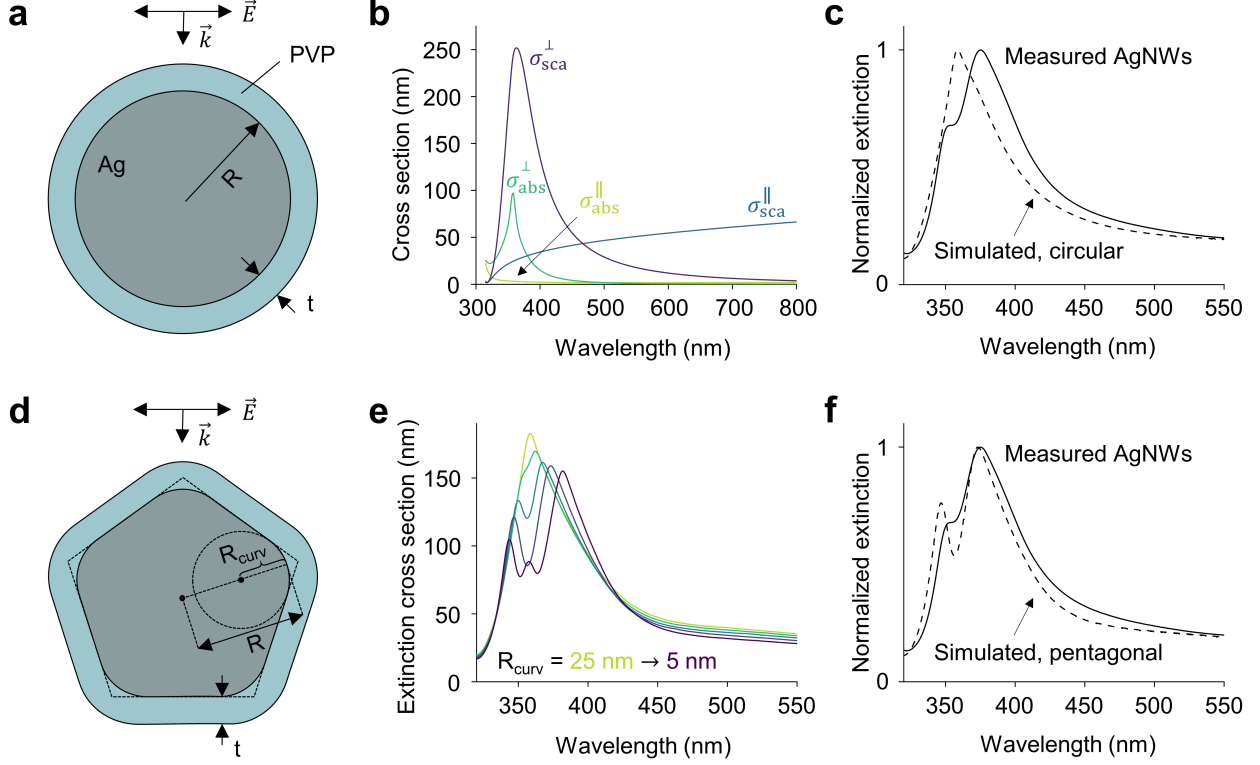 a
E⃗
k⃗
PVP
Ag
R
t
b
Cross section (nm)
250
200
150
100
50
0
σ⊥sca
σ⊥abs
σ∥abs
σ∥sca
300 400 500 600 700 800
Wavelength (nm)
c
Normalized extinction
1
0
Measured AgNWs
Simulated, circular
350 400 450 500 550
Wavelength (nm)
d
E⃗
k⃗
Rcurv
R
t
e
Extinction cross section (nm)
150
100
50
0
Rcurv = 25 nm → 5 nm
350 400 450 500 550
Wavelength (nm)
f
Normalized extinction
1
0
Measured AgNWs
Simulated, pentagonal
350 400 450 500 550
Wavelength (nm)